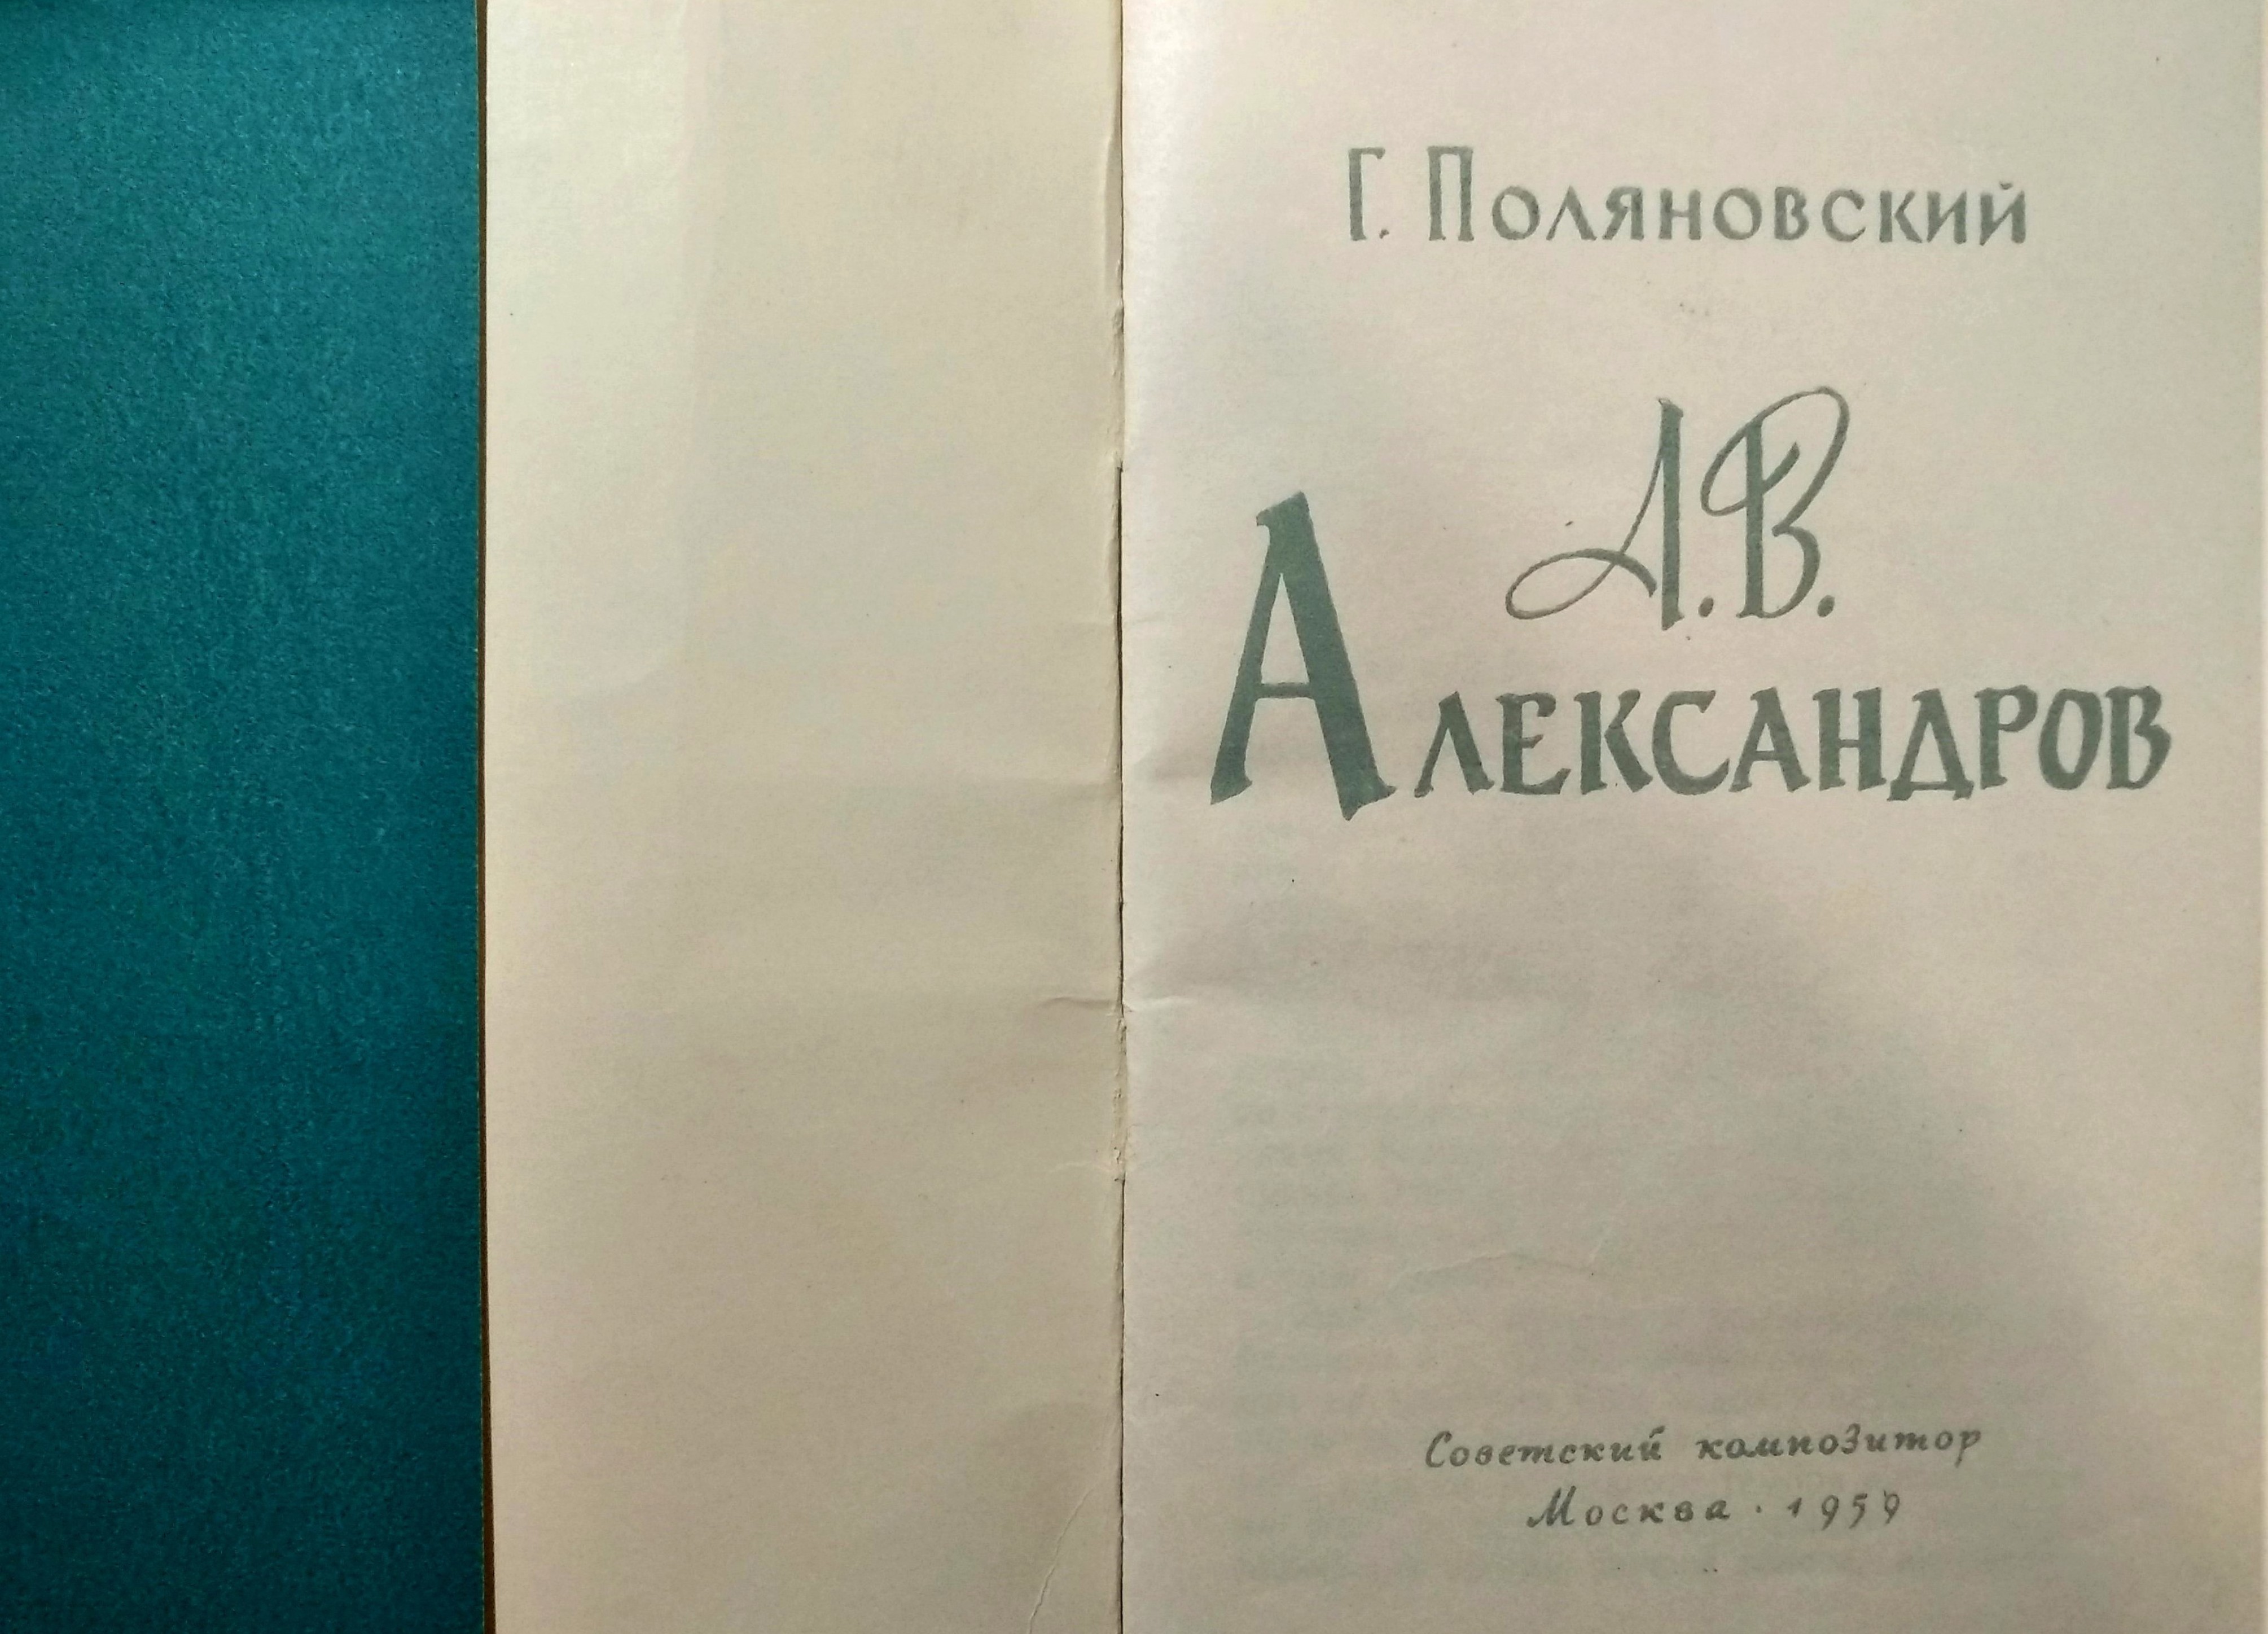 Г. Поляновский
А.В.
Александров
Советский композитор
Москва · 1959